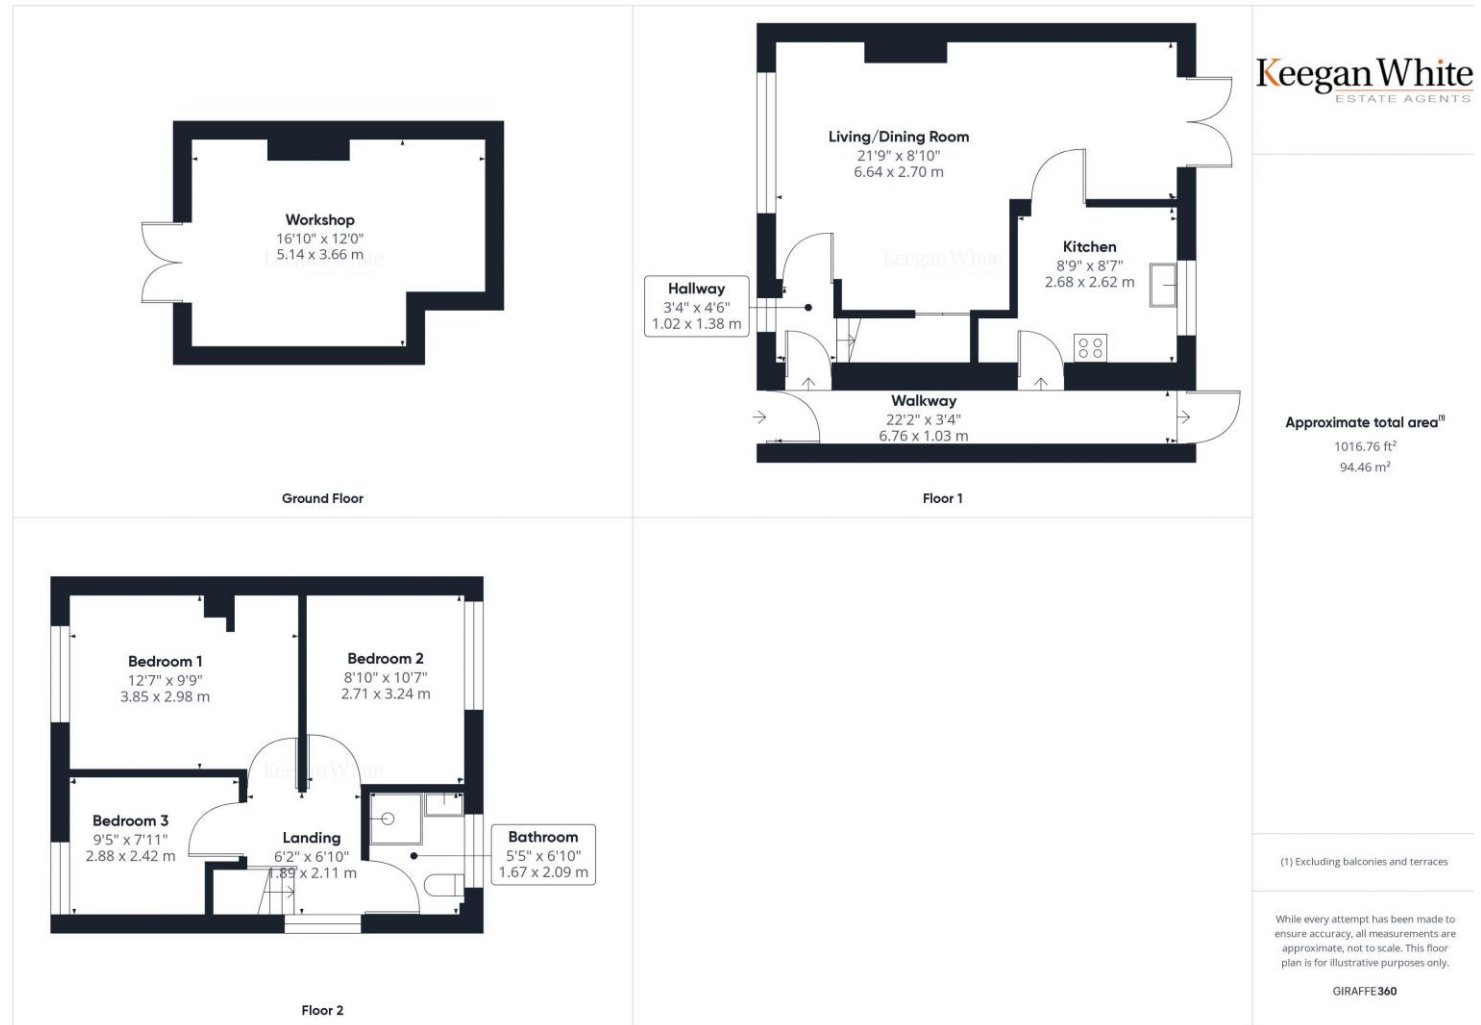 Workshop
16'10" x 12'0"
5.14 x 3.66 m
Ground Floor
Living/Dining Room
21'9" x 8'10"
6.64 x 2.70 m
Kitchen
8'9" x 8'7"
2.68 x 2.62 m
Hallway
3'4" x 4'6"
1.02 x 1.38 m
Walkway
22'2" x 3'4"
6.76 x 1.03 m
Keegan White
Floor 1
Bedroom 1
12'7" x 9'9"
3.85 x 2.98 m
Bedroom 2
8'10" x 10'7"
2.71 x 3.24 m
Keegan White
Bedroom 3
9'5" x 7'11"
2.88 x 2.42 m
Landing
6'2" x 6'10"
1.89 x 2.11 m
Bathroom
5'5" x 6'10"
1.67 x 2.09 m
Floor 2
Keegan White
ESTATE AGENTS
Approximate total area(1)
1016.76 ft²
94.46 m²
(1) Excluding balconies and terraces
While every attempt has been made to
ensure accuracy, all measurements are
approximate, not to scale. This floor
plan is for illustrative purposes only.
GIRAFFE360